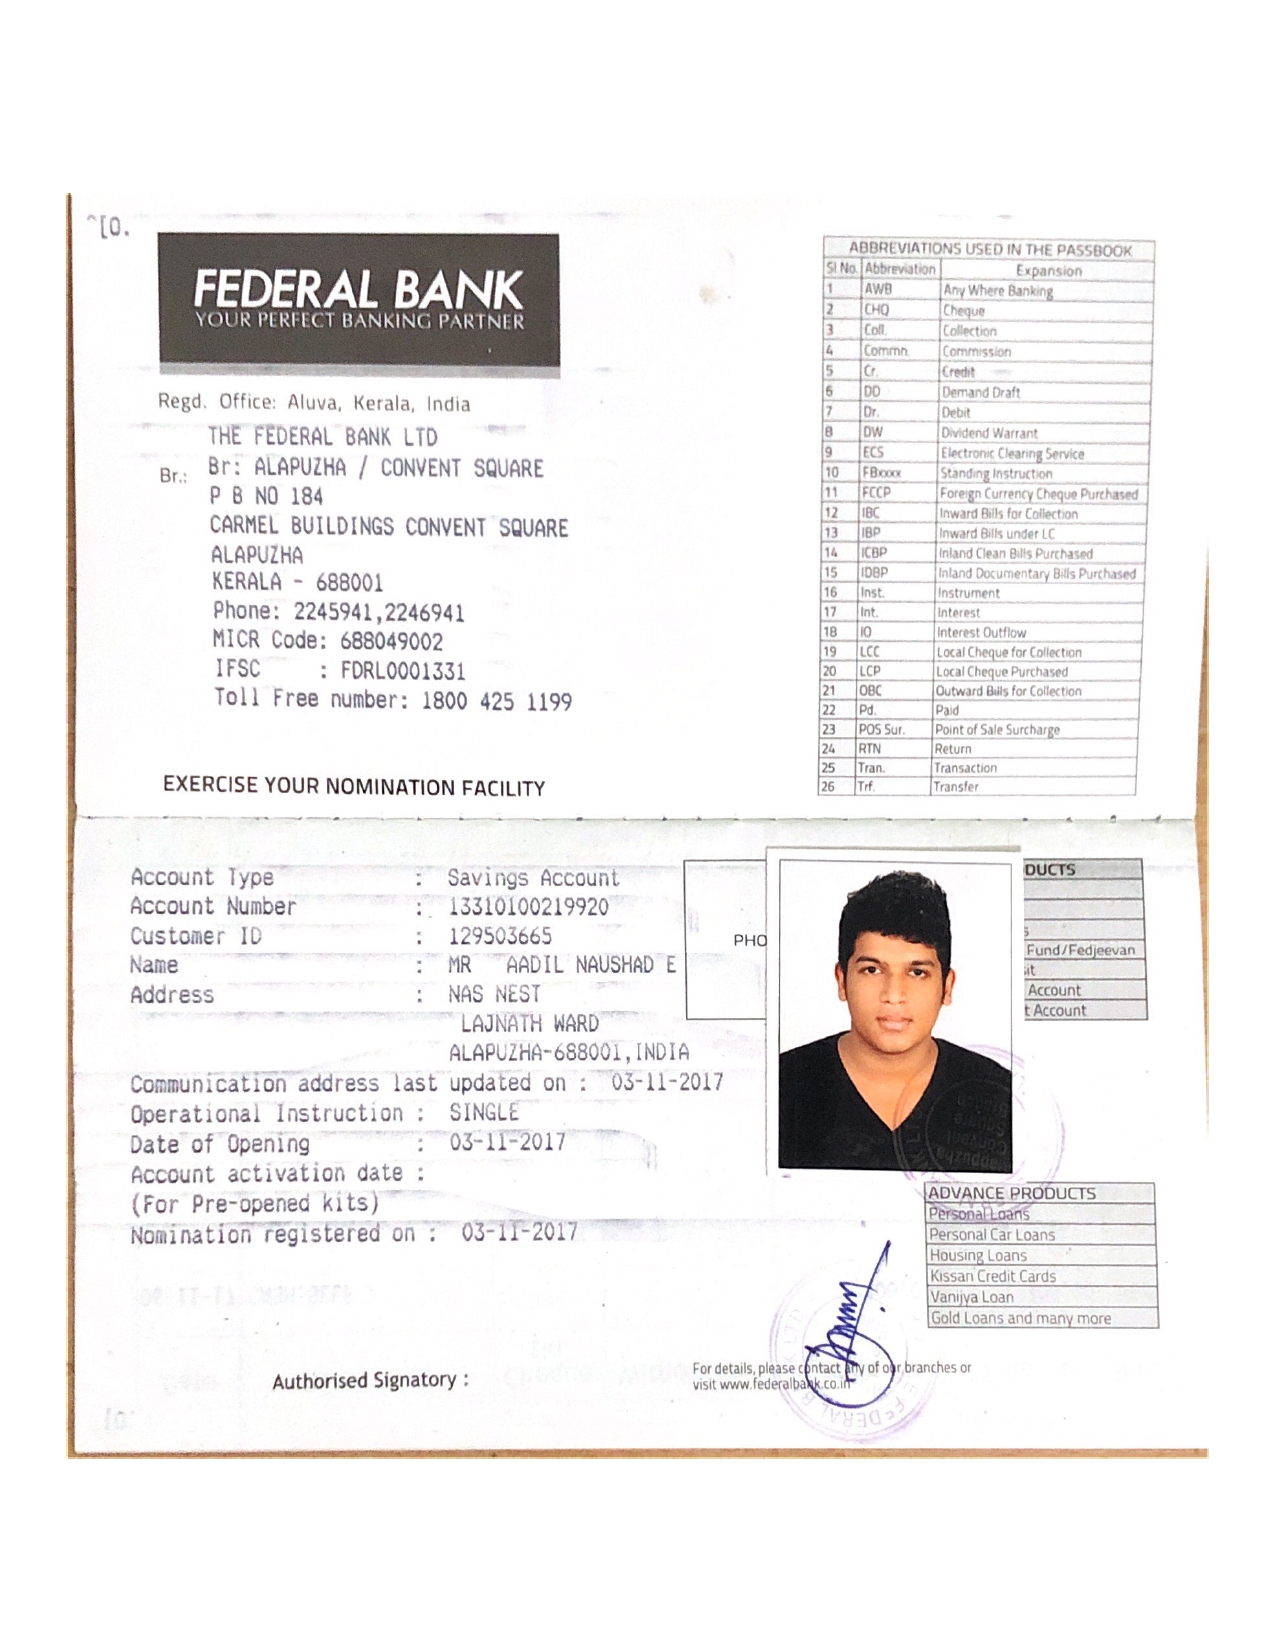 ^[O.
FEDERAL BANK
YOUR PERFECT BANKING PARTNER
Regd. Office: Aluva, Kerala, India
THE FEDERAL BANK LTD
Br.: Br: ALAPUZHA / CONVENT SQUARE
P B NO 184
CARMEL BUILDINGS CONVENT SQUARE
ALAPUZHA
KERALA - 688001
Phone: 2245941,2246941
MICR Code: 688049002
IFSC : FDRL0001331
Toll Free number: 1800 425 1199
EXERCISE YOUR NOMINATION FACILITY
ABBREVIATIONS USED IN THE PASSBOOK
Sl No. Abbreviation Expansion
1 AWB Any Where Banking
2 CHQ Cheque
3 Coll. Collection
4 Commn. Commission
5 Cr. Credit
6 DD Demand Draft
7 Dr. Debit
8 DW Dividend Warrant
9 ECS Electronic Clearing Service
10 FBxxxx Standing Instruction
11 FCCP Foreign Currency Cheque Purchased
12 IBC Inward Bills for Collection
13 IBP Inward Bills under LC
14 ICBP Inland Clean Bills Purchased
15 IDBP Inland Documentary Bills Purchased
16 Inst. Instrument
17 Int. Interest
18 IO Interest Outflow
19 LCC Local Cheque for Collection
20 LCP Local Cheque Purchased
21 OBC Outward Bills for Collection
22 Pd. Paid
23 POS Sur. Point of Sale Surcharge
24 RTN Return
25 Tran. Transaction
26 Trf. Transfer
Account Type : Savings Account
Account Number : 13310100219920
Customer ID : 129503665
Name : MR AADIL NAUSHAD E
Address : NAS NEST
LAJNATH WARD
ALAPUZHA-688001,INDIA
Communication address last updated on : 03-11-2017
Operational Instruction : SINGLE
Date of Opening : 03-11-2017
Account activation date :
(For Pre-opened kits)
Nomination registered on : 03-11-2017
Authorised Signatory :
PHO
DUCTS
s
Fund/Fedjeevan
it
Account
t Account
ADVANCE PRODUCTS
Personal Loans
Personal Car Loans
Housing Loans
Kissan Credit Cards
Vanijya Loan
Gold Loans and many more
For details, please contact any of our branches or
visit www.federalbank.co.in